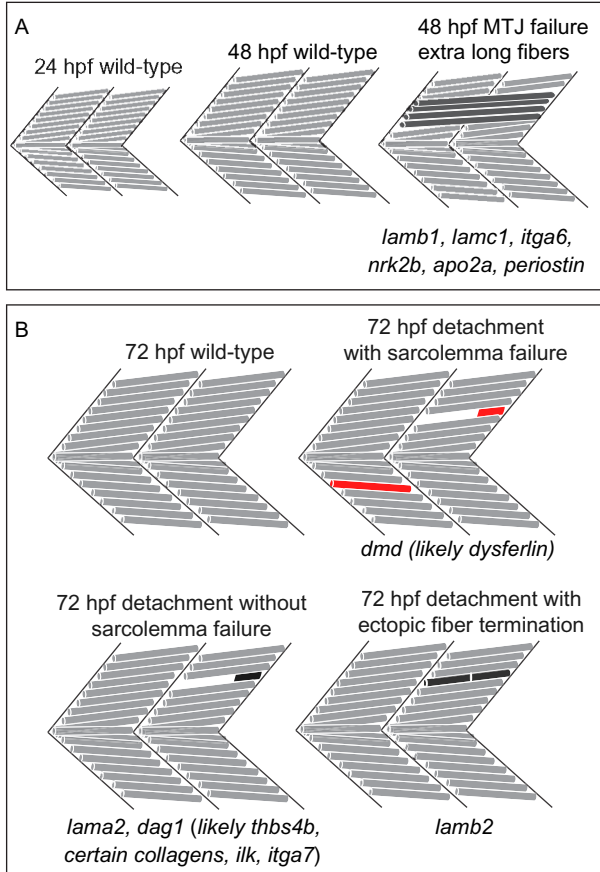 A
24 hpf wild-type
48 hpf wild-type
48 hpf MTJ failure
extra long fibers
lamb1, lamc1, itga6,
nrk2b, apo2a, periostin
B
72 hpf wild-type
72 hpf detachment
with sarcolemma failure
dmd (likely dysferlin)
72 hpf detachment without
sarcolemma failure
lama2, dag1 (likely thbs4b,
certain collagens, ilk, itga7)
72 hpf detachment with
ectopic fiber termination
lamb2